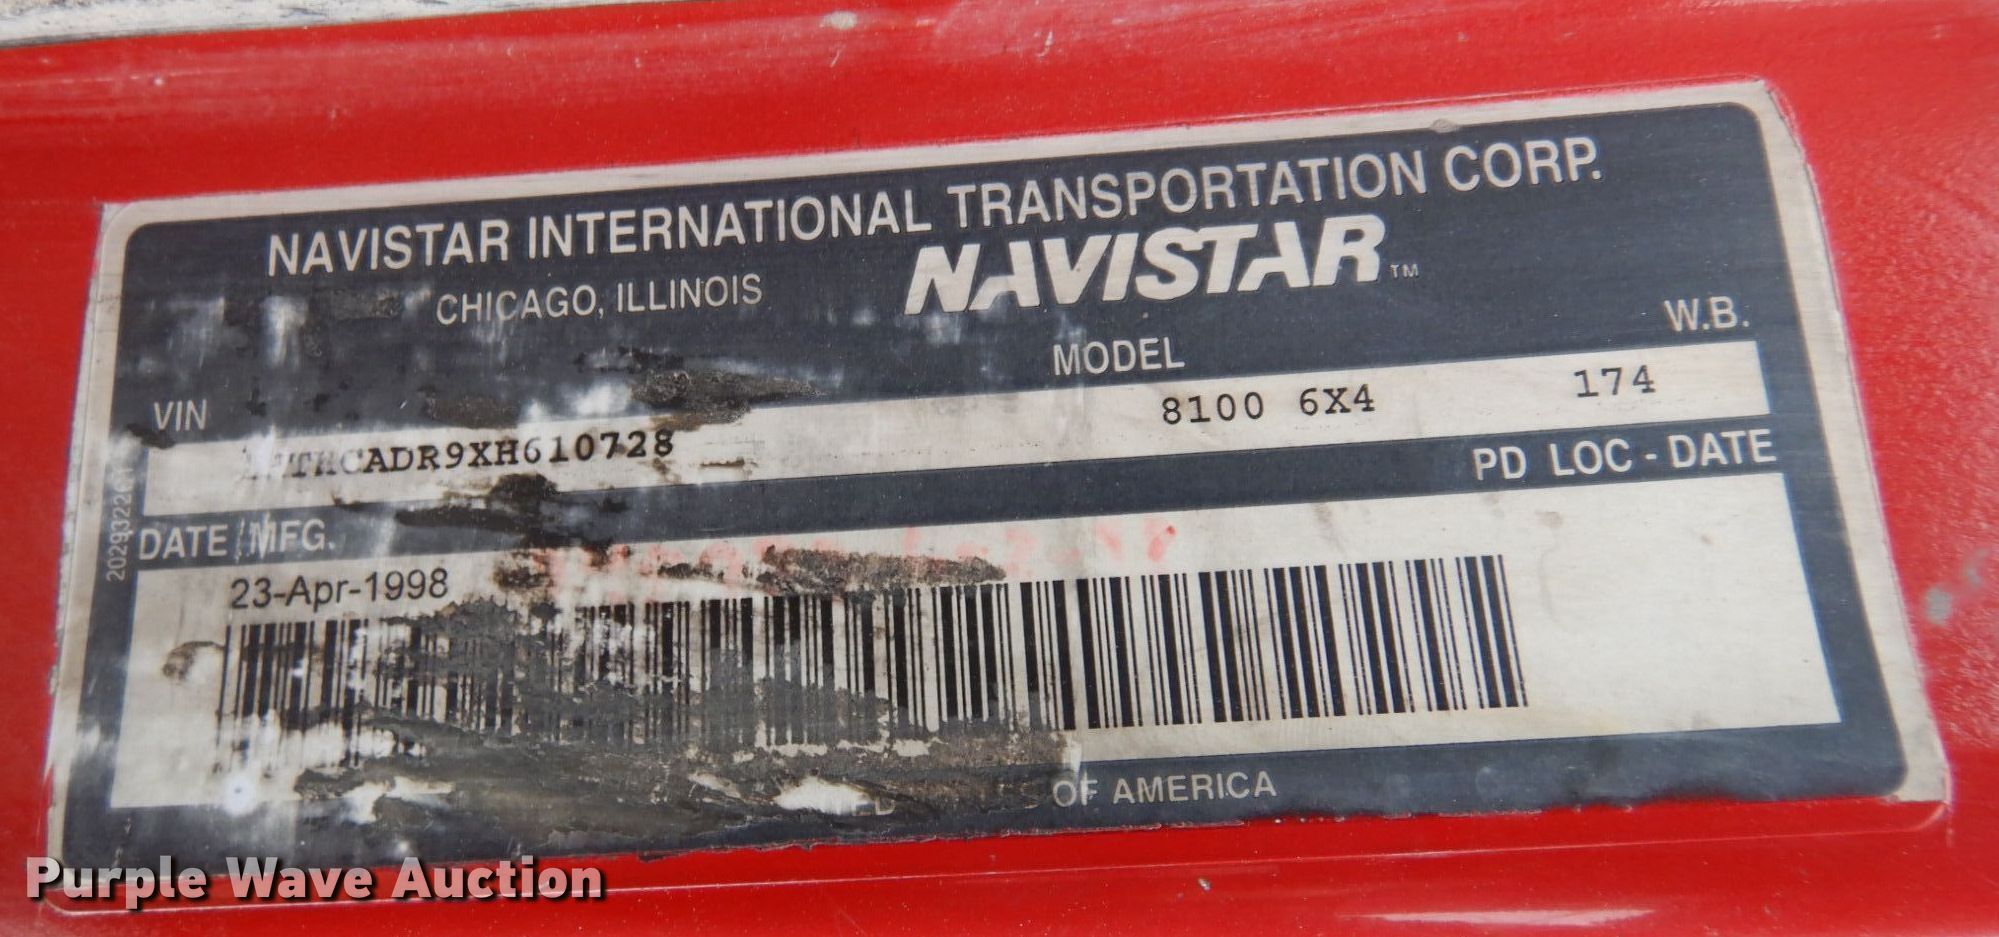 NAVISTAR INTERNATIONAL TRANSPORTATION CORP.
CHICAGO, ILLINOIS NAVISTAR TM
VIN MODEL W.B.
8100 6X4 174
DATE MFG. PD LOC - DATE
23-Apr-1998
OF AMERICA
Purple Wave Auction